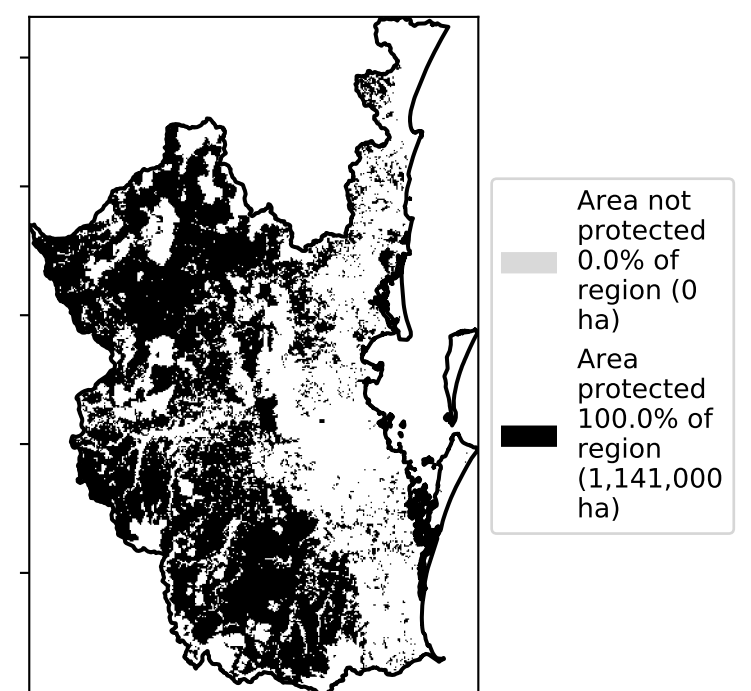 Area not
protected
0.0% of
region (0
ha)
Area
protected
100.0% of
region
(1,141,000
ha)